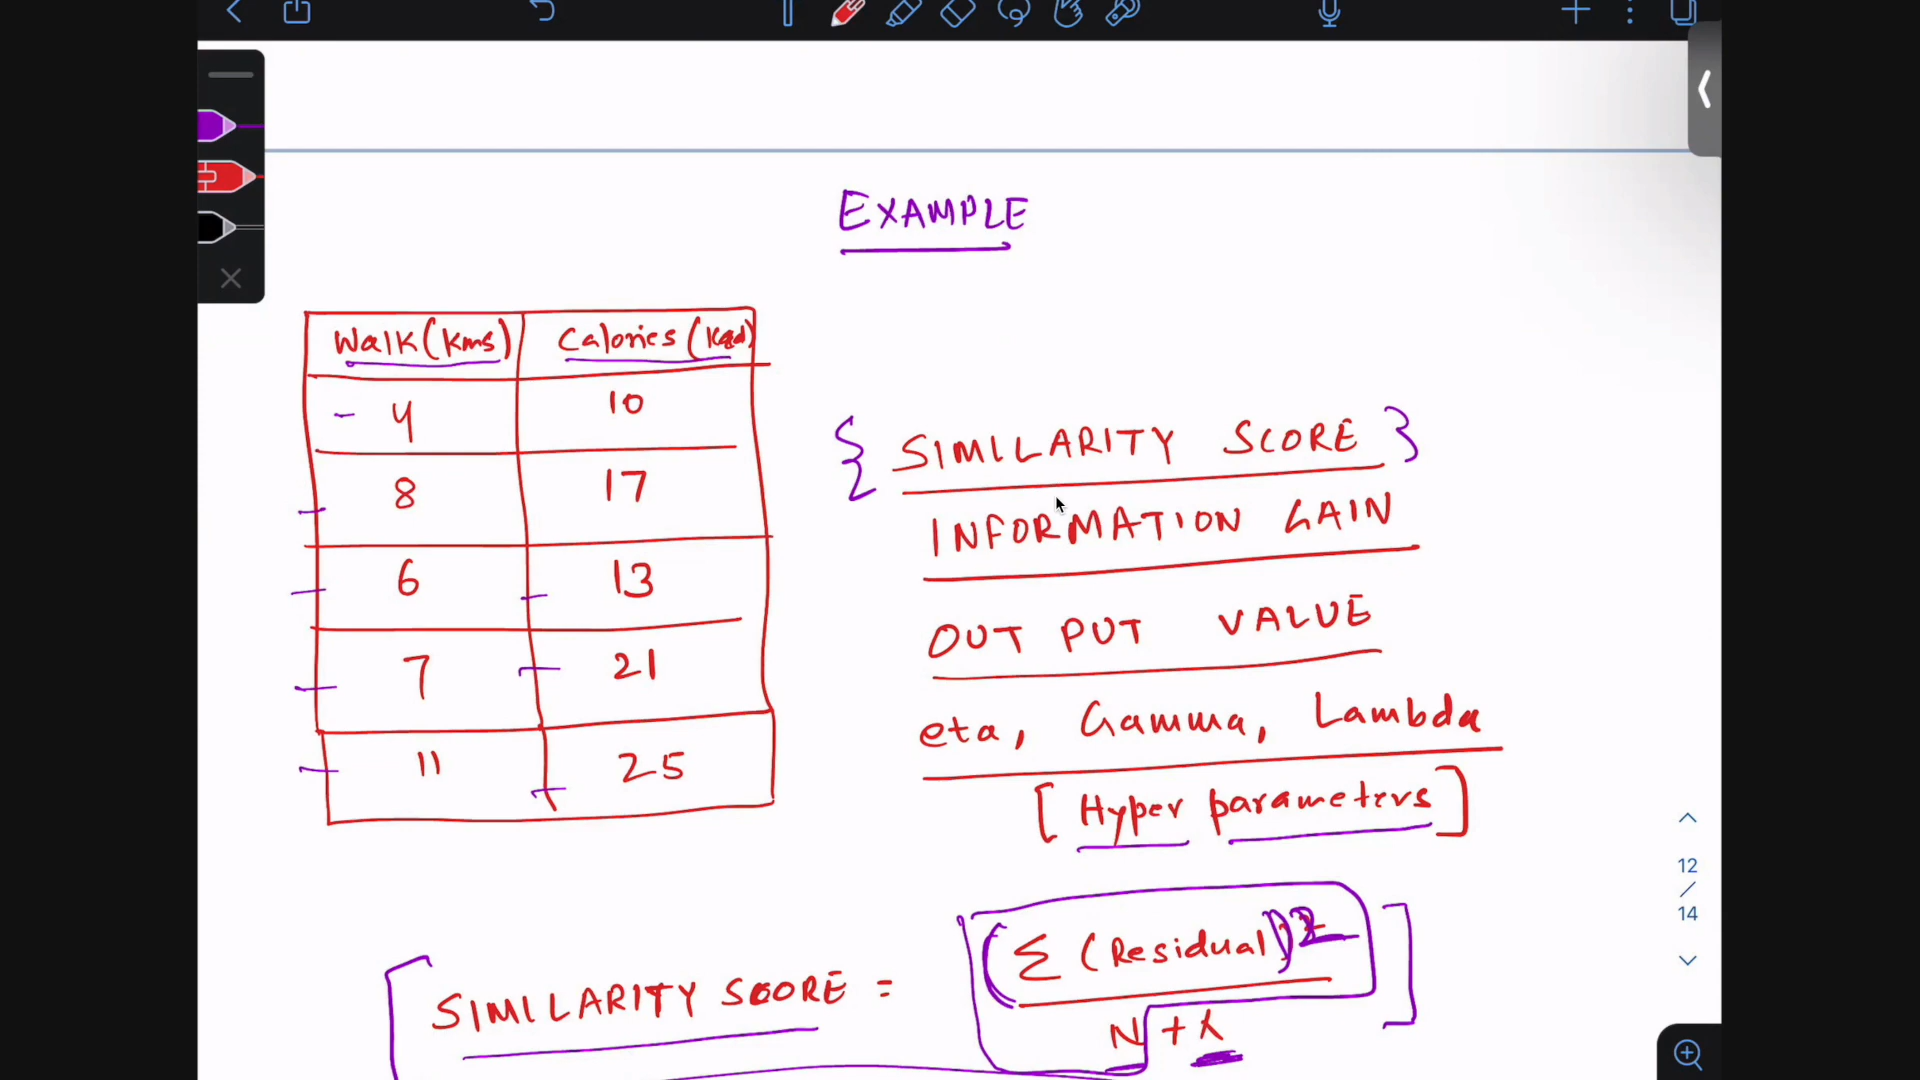 EXAMPLE
Walk (kms) Calories (Kcal)
4 10
8 17
6 13
7 21
11 25
{ SIMILARITY SCORE }
INFORMATION GAIN
OUT PUT VALUE
eta, Gamma, Lambda
[ Hyper parameters ]
SIMILARITY SCORE = (Σ (Residual))²
N + λ
12
/
14